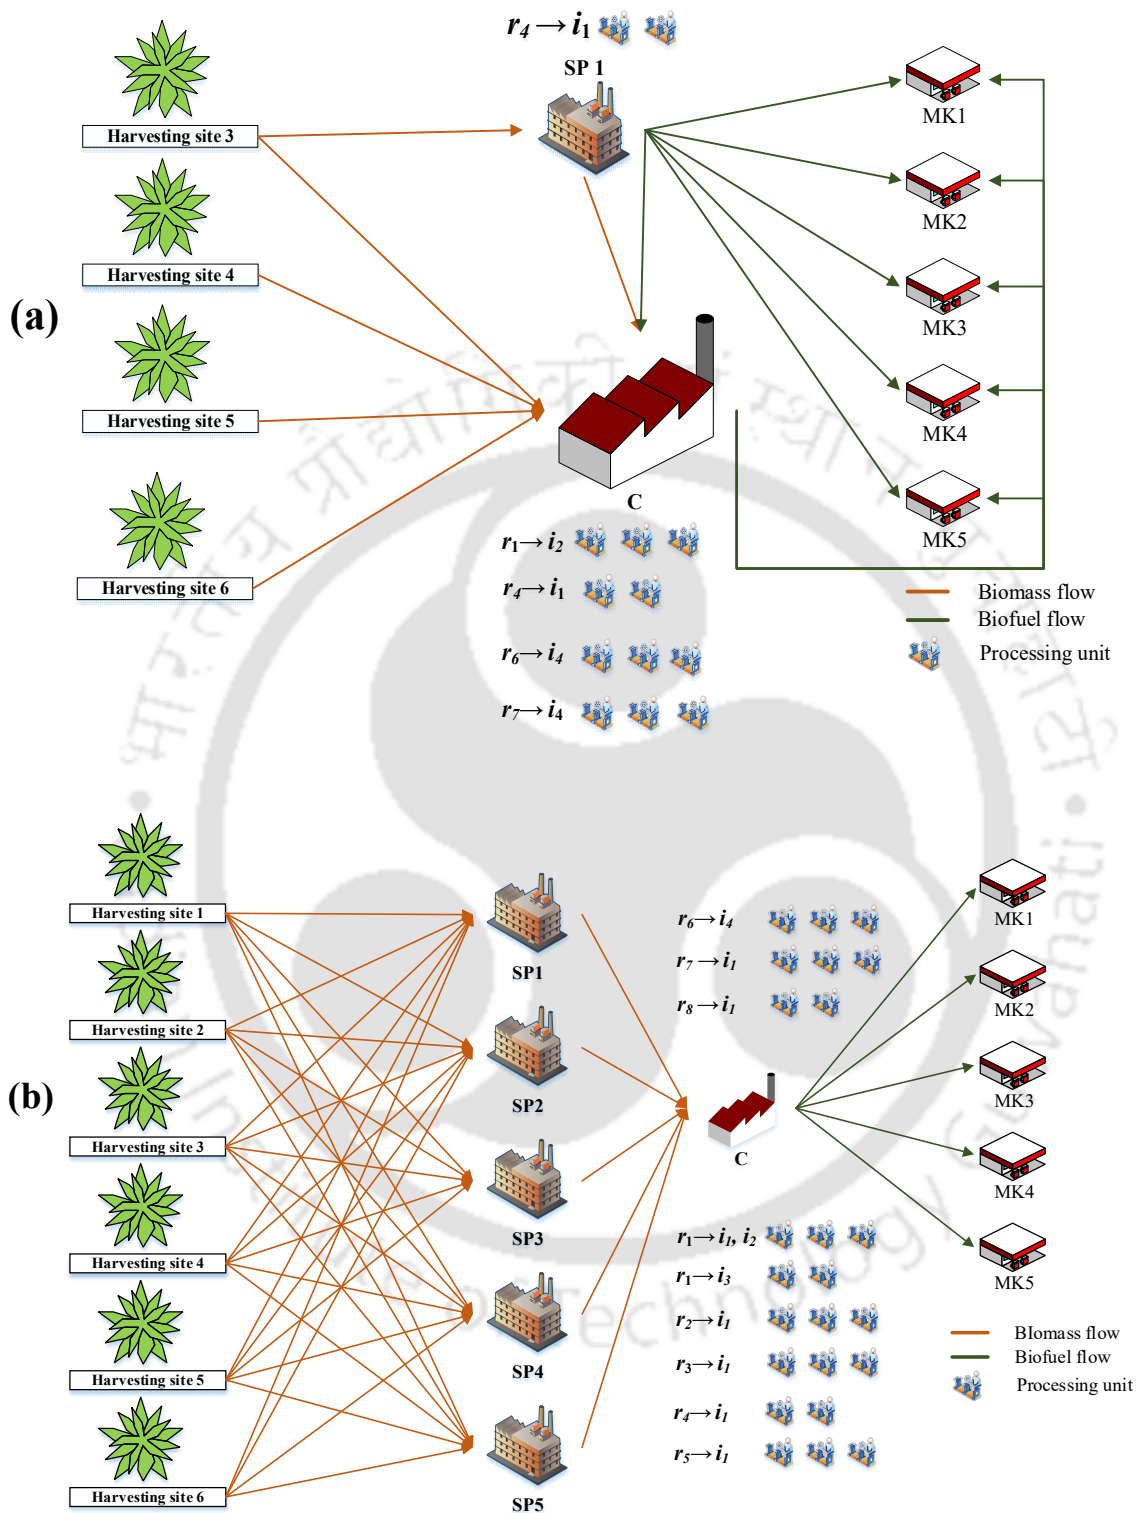 r4 → i1
SP 1
Harvesting site 3
MK1
MK2
Harvesting site 4
(a)
MK3
Harvesting site 5
MK4
C
MK5
r1 → i2
Harvesting site 6
r4 → i1
Biomass flow
Biofuel flow
r6 → i4
Processing unit
r7 → i4
Harvesting site 1
SP1
r6 → i4
MK1
r7 → i1
r8 → i1
MK2
Harvesting site 2
(b)
SP2
MK3
Harvesting site 3
C
MK4
SP3
r1 → i1, i2
Harvesting site 4
r1 → i3
MK5
r2 → i1
BIomass flow
Biofuel flow
r3 → i1
SP4
Harvesting site 5
Processing unit
r4 → i1
r5 → i1
Harvesting site 6
SP5
Institute of Technology Guwahati